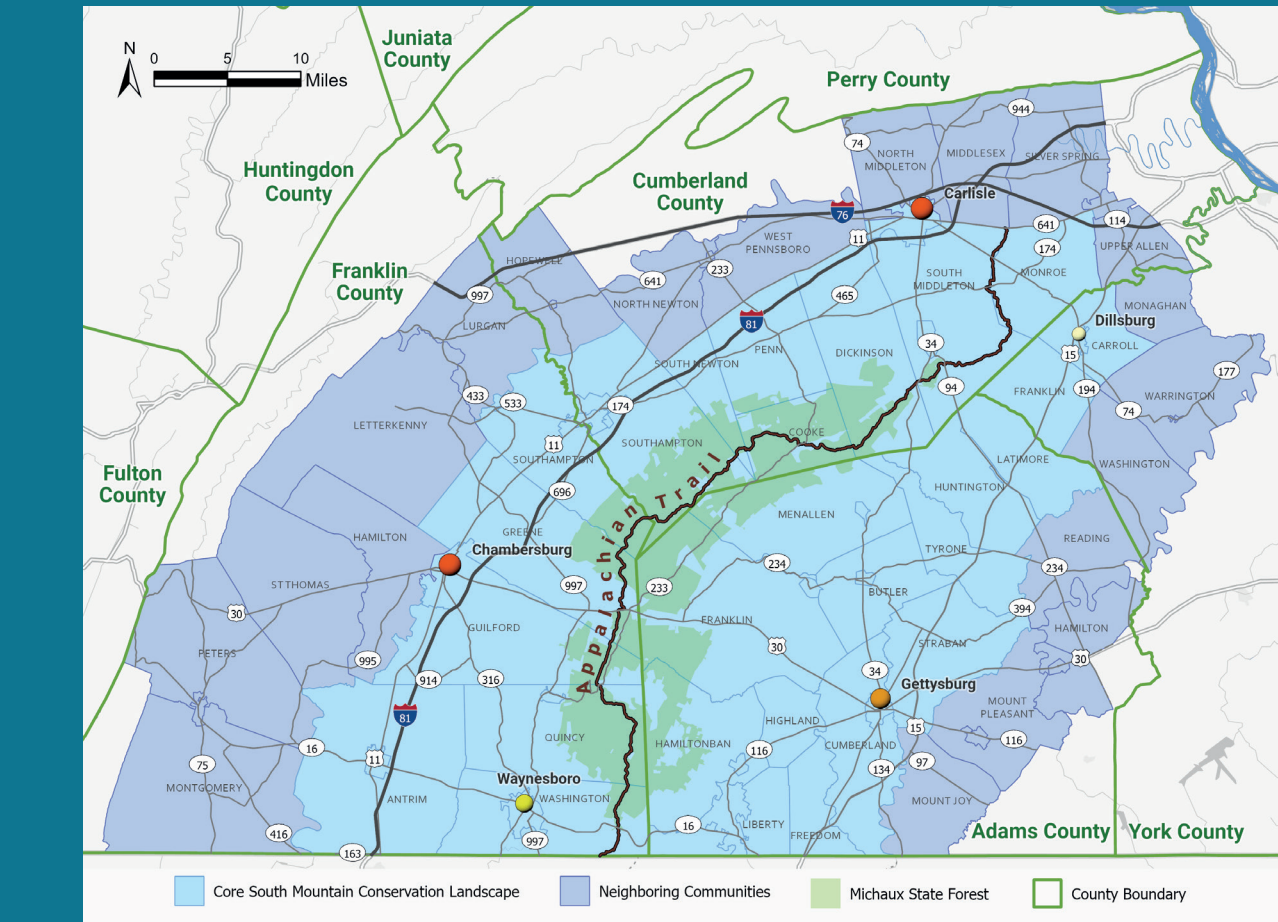 Juniata
County
N
0 5 10
Miles
Perry County
944
74
NORTH
MIDDLETON
MIDDLESEX
SILVER SPRING
Huntingdon
County
Cumberland
County
Carlisle
76
641
114
11
WEST
PENNSBORO
174
UPPER ALLEN
HOPEWELL
Franklin
County
233
641
SOUTH
MIDDLETON
MONROE
997
465
NORTH NEWTON
MONAGHAN
LURGAN
81
Dillsburg
34
PENN
DICKINSON
15
CARROLL
SOUTH NEWTON
177
433
533
174
94
FRANKLIN
194
WARRINGTON
74
LETTERKENNY
11
SOUTHAMPTON
SOUTHAMPTON
COOKE
Fulton
County
LATIMORE
WASHINGTON
696
HUNTINGTON
Appalachian Trail
MENALLEN
HAMILTON
GREENE
READING
Chambersburg
TYRONE
234
234
ST THOMAS
997
233
BUTLER
30
394
FRANKLIN
GUILFORD
HAMILTON
STRABAN
PETERS
995
30
30
914
316
34
Gettysburg
81
MOUNT
PLEASANT
HIGHLAND
15
QUINCY
HAMILTONBAN
116
CUMBERLAND
116
16
11
75
134
97
MONTGOMERY
Waynesboro
ANTRIM
WASHINGTON
MOUNT JOY
416
16
LIBERTY
FREEDOM
997
163
Adams County
York County
Core South Mountain Conservation Landscape
Neighboring Communities
Michaux State Forest
County Boundary